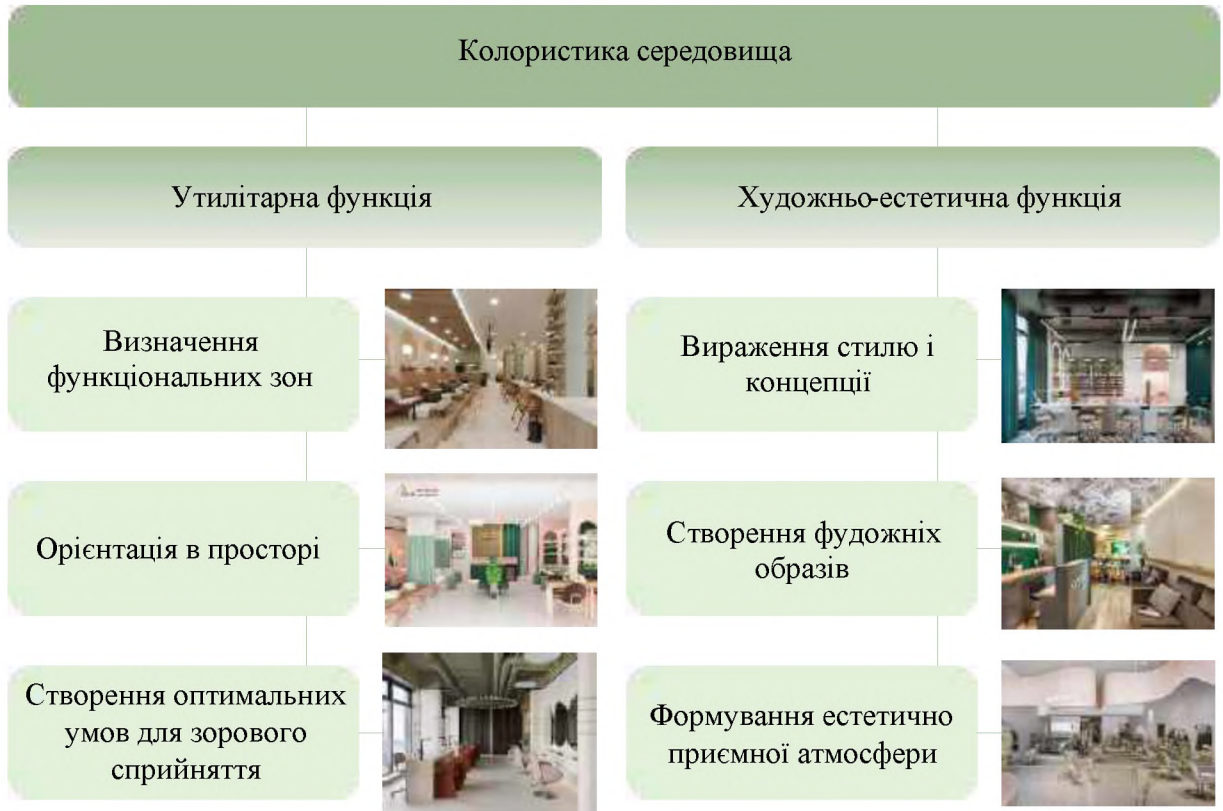 Колористика середовища
Утилітарна функція
Художньо-естетична функція
Визначення
функціональних зон
Вираження стилю і
концепції
Орієнтація в просторі
Створення фудожніх
образів
Створення оптимальних
умов для зорового
сприйняття
Формування естетично
приємної атмосфери